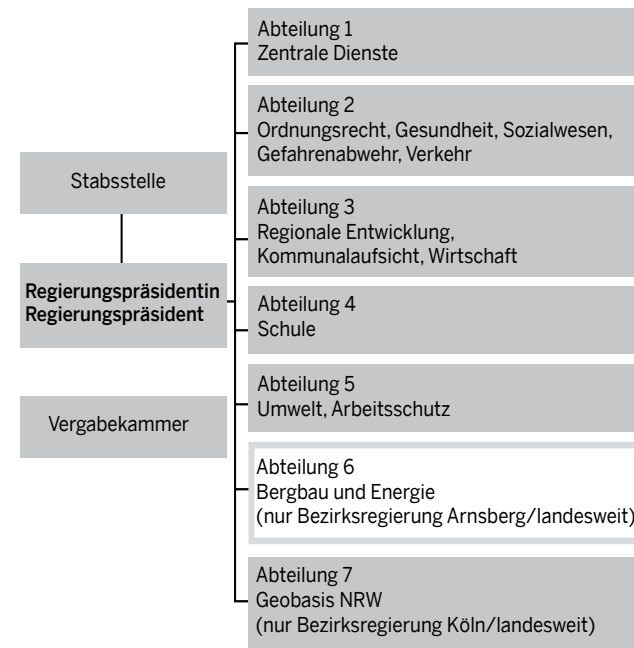 Stabsstelle
Regierungspräsidentin
Regierungspräsident
Vergabekammer
Abteilung 1
Zentrale Dienste
Abteilung 2
Ordnungsrecht, Gesundheit, Sozialwesen,
Gefahrenabwehr, Verkehr
Abteilung 3
Regionale Entwicklung,
Kommunalaufsicht, Wirtschaft
Abteilung 4
Schule
Abteilung 5
Umwelt, Arbeitsschutz
Abteilung 6
Bergbau und Energie
(nur Bezirksregierung Arnsberg/landesweit)
Abteilung 7
Geobasis NRW
(nur Bezirksregierung Köln/landesweit)